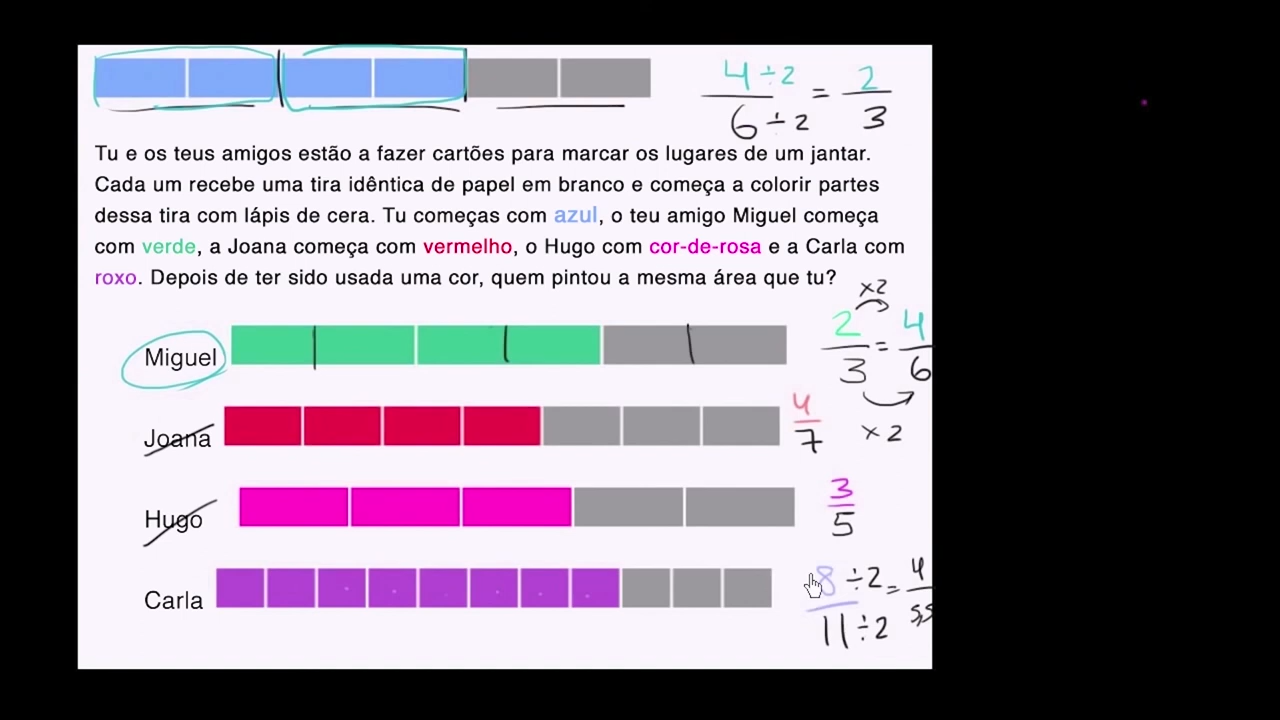 4 ÷2 / 6 ÷2 = 2 / 3
Tu e os teus amigos estão a fazer cartões para marcar os lugares de um jantar.
Cada um recebe uma tira idêntica de papel em branco e começa a colorir partes
dessa tira com lápis de cera. Tu começas com azul, o teu amigo Miguel começa
com verde, a Joana começa com vermelho, o Hugo com cor-de-rosa e a Carla com
roxo. Depois de ter sido usada uma cor, quem pintou a mesma área que tu?
×2
Miguel
2 / 3 = 4 / 6
×2
Joana
4 / 7
Hugo
3 / 5
Carla
8 ÷2 / 11 ÷2 = 4 / 5,5